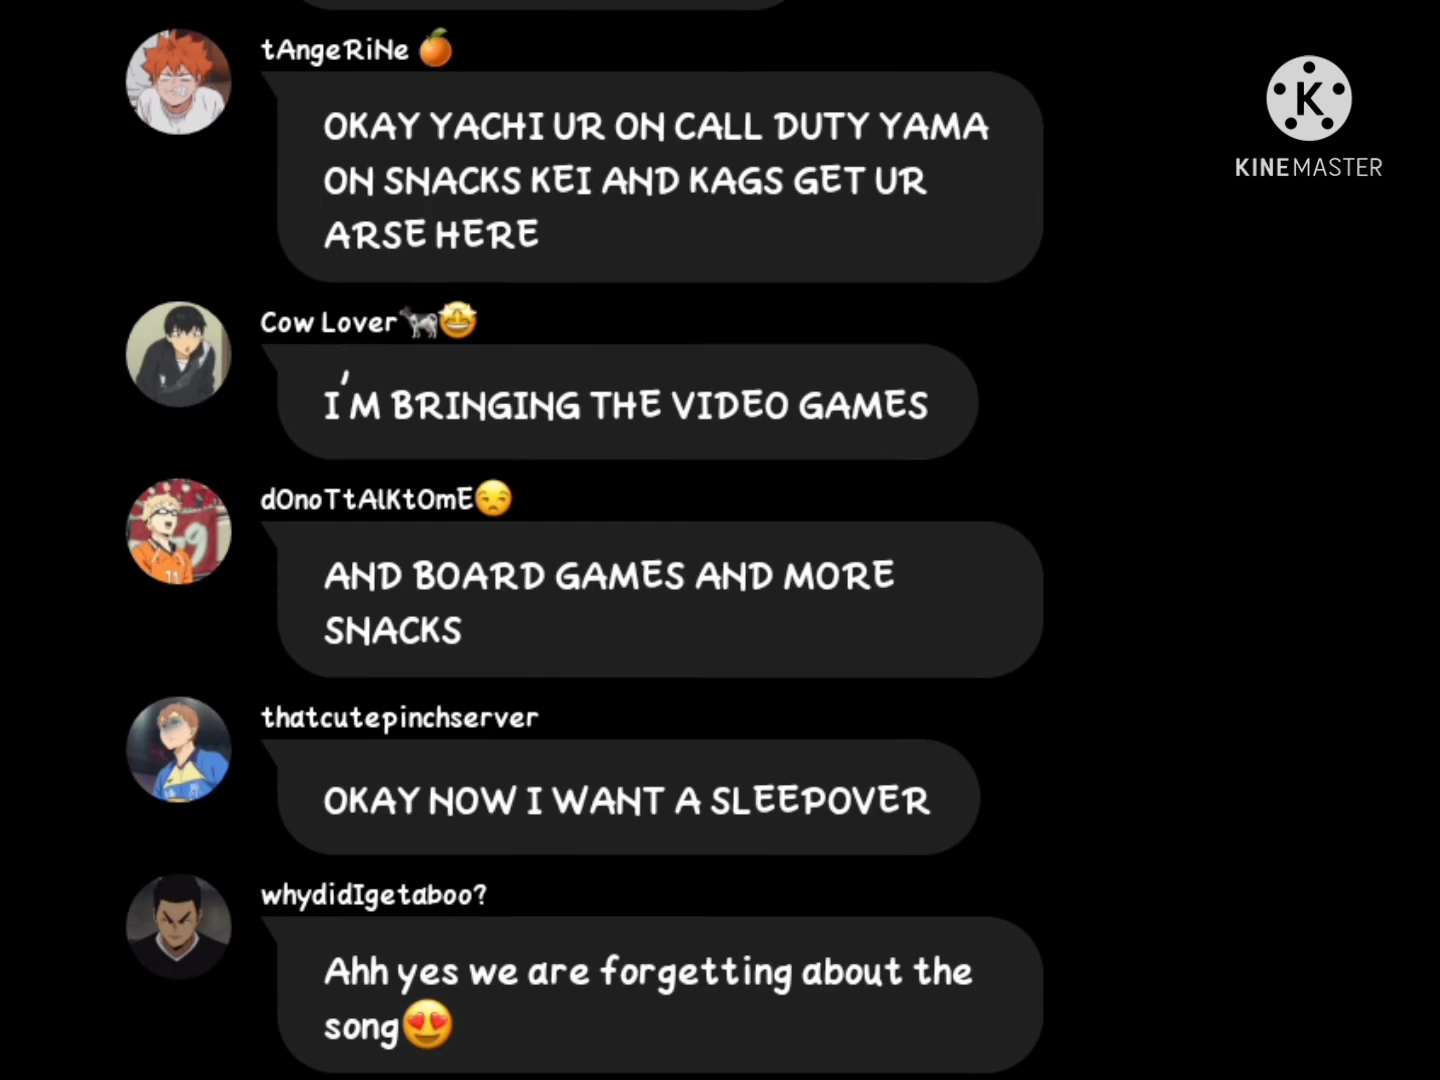 tAngeRiNe 🍊
OKAY YACHI UR ON CALL DUTY YAMA
ON SNACKS KEI AND KAGS GET UR
ARSE HERE
Cow Lover🐄🤩
I'M BRINGING THE VIDEO GAMES
dOnoTtAlKtOmE😒
AND BOARD GAMES AND MORE
SNACKS
thatcutepinchserver
OKAY NOW I WANT A SLEEPOVER
whydidIgetaboo?
Ahh yes we are forgetting about the
song😍
K
KINEMASTER